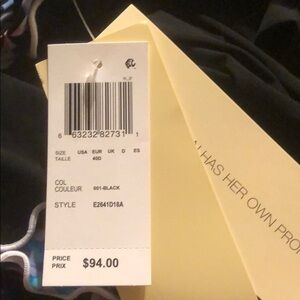 6 63232 82731 1
SIZE USA EUR UK D ES
TAILLE 40D
COL
COULEUR 001-BLACK
STYLE E2641D18A
PRICE
PRIX $94.00
HAS HER OWN